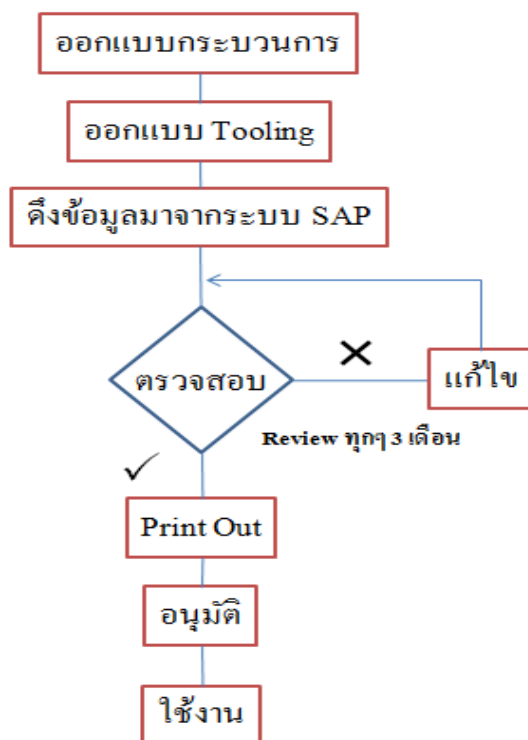 ออกแบบกระบวนการ
ออกแบบ Tooling
ดึงข้อมูลมาจากระบบ SAP
ตรวจสอบ
แก้ไข
Review ทุกๆ 3 เดือน
Print Out
อนุมัติ
ใช้งาน